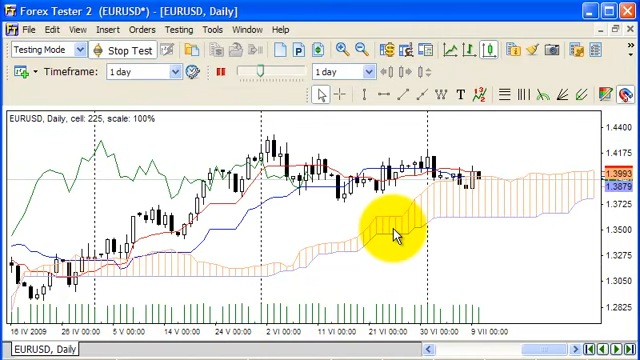 Forex Tester 2 (EURUSD*) - [EURUSD, Daily]
File Edit View Insert Orders Testing Tools Window Help
Testing Mode Stop Test
Timeframe: 1 day 1 day
EURUSD, Daily, cell: 225, scale: 100%
1.4400
1.4175
1.3993
1.3879
1.3725
1.3500
1.3275
1.3050
1.2825
16 IV 2009 26 IV 00:00 5 V 00:00 14 V 00:00 24 V 00:00 2 VI 00:00 11 VI 00:00 21 VI 00:00 30 VI 00:00 9 VII 00:00
EURUSD, Daily